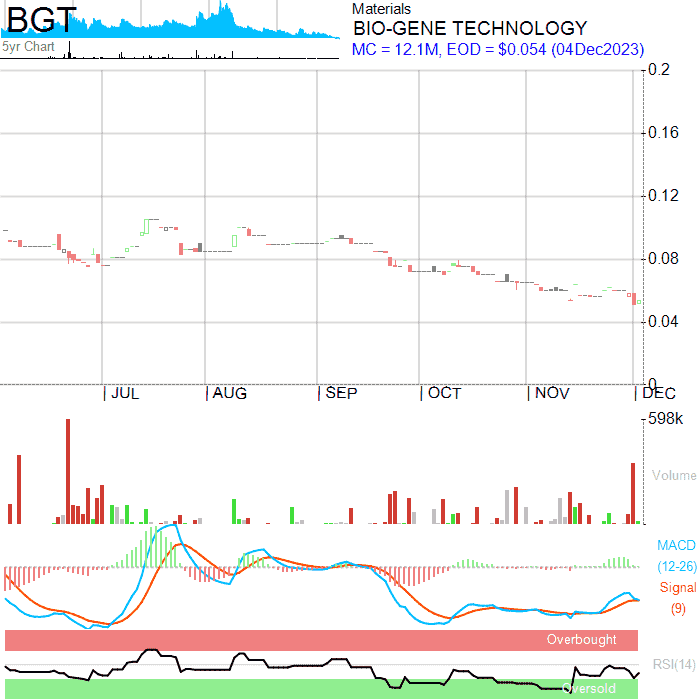 BGT
5yr Chart
Materials
BIO-GENE TECHNOLOGY
MC = 12.1M, EOD = $0.054 (04Dec2023)
0.2
0.16
0.12
0.08
0.04
0
JUL AUG SEP OCT NOV DEC
598k
Volume
MACD
(12-26)
Signal
(9)
Overbought
RSI(14)
Oversold